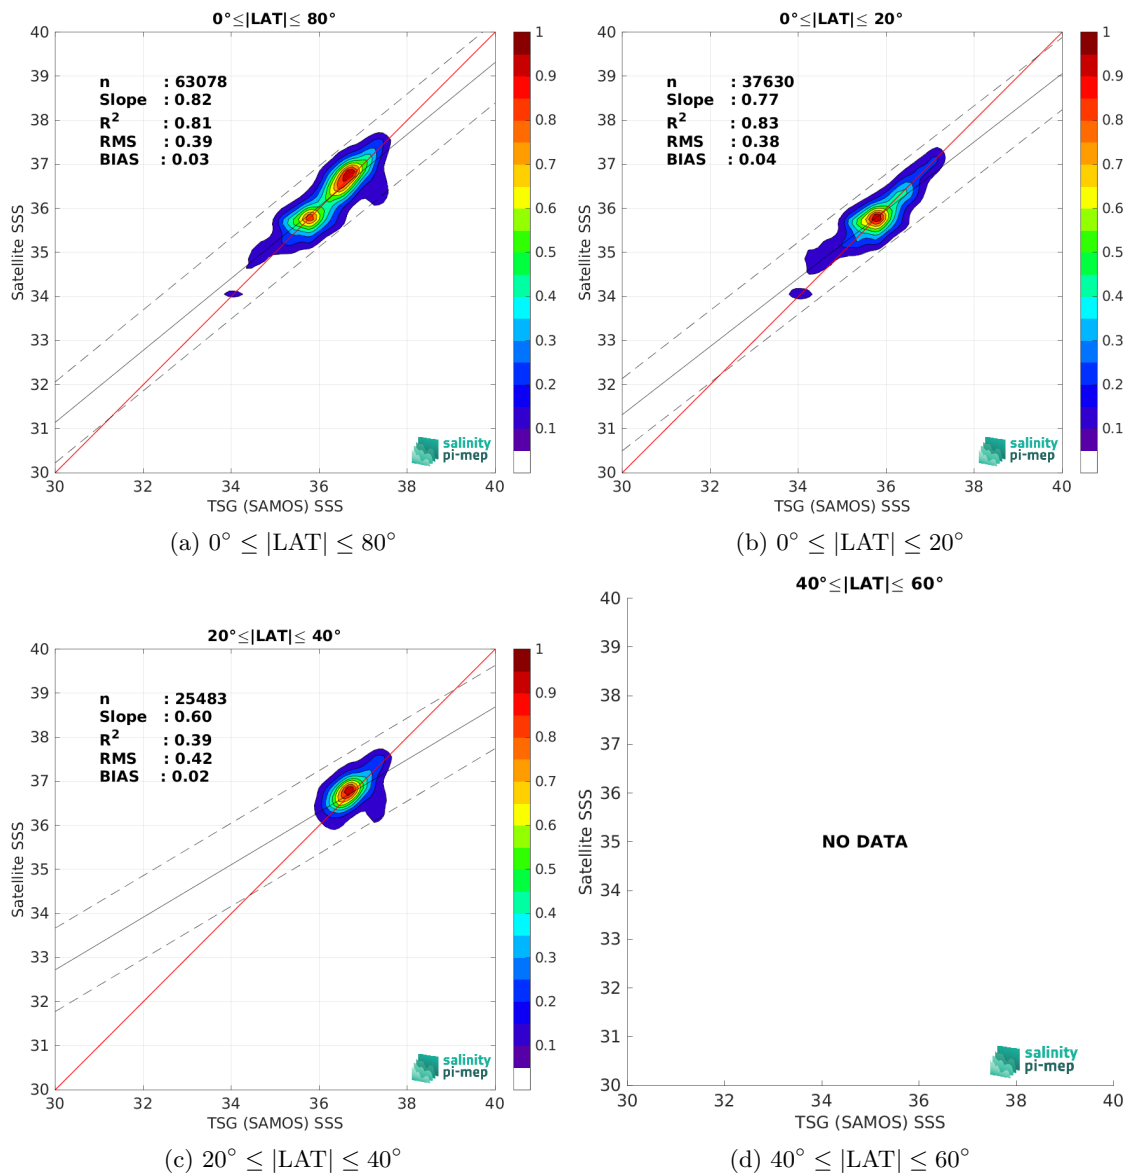 0°≤|LAT|≤ 80°
40
39
38
37
36
35
34
33
32
31
30
Satellite SSS
n : 63078
Slope : 0.82
R² : 0.81
RMS : 0.39
BIAS : 0.03
1
0.9
0.8
0.7
0.6
0.5
0.4
0.3
0.2
0.1
salinity
pi-mep
30 32 34 36 38 40
TSG (SAMOS) SSS
(a) 0° ≤ |LAT| ≤ 80°
0°≤|LAT|≤ 20°
40
39
38
37
36
35
34
33
32
31
30
Satellite SSS
n : 37630
Slope : 0.77
R² : 0.83
RMS : 0.38
BIAS : 0.04
1
0.9
0.8
0.7
0.6
0.5
0.4
0.3
0.2
0.1
salinity
pi-mep
30 32 34 36 38 40
TSG (SAMOS) SSS
(b) 0° ≤ |LAT| ≤ 20°
20°≤|LAT|≤ 40°
40
39
38
37
36
35
34
33
32
31
30
Satellite SSS
n : 25483
Slope : 0.60
R² : 0.39
RMS : 0.42
BIAS : 0.02
1
0.9
0.8
0.7
0.6
0.5
0.4
0.3
0.2
0.1
salinity
pi-mep
30 32 34 36 38 40
TSG (SAMOS) SSS
(c) 20° ≤ |LAT| ≤ 40°
40°≤|LAT|≤ 60°
40
39
38
37
36
35
34
33
32
31
30
Satellite SSS
NO DATA
salinity
pi-mep
30 32 34 36 38 40
TSG (SAMOS) SSS
(d) 40° ≤ |LAT| ≤ 60°